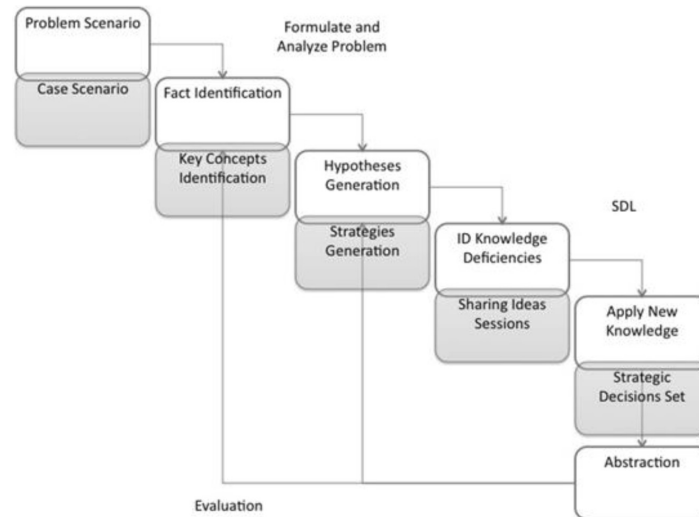 Problem Scenario
Formulate and
Analyze Problem
Case Scenario
Fact Identification
Key Concepts
Identification
Hypotheses
Generation
SDL
Strategies
Generation
ID Knowledge
Deficiencies
Sharing Ideas
Sessions
Apply New
Knowledge
Strategic
Decisions Set
Abstraction
Evaluation